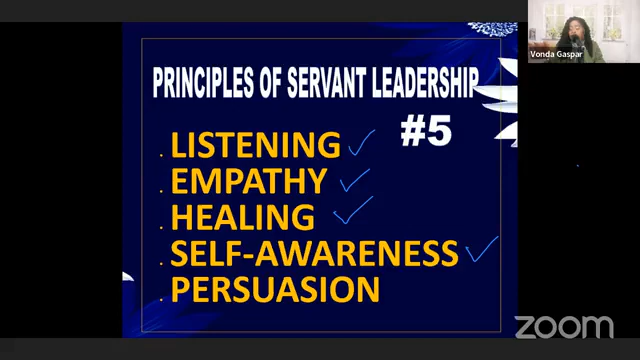 Vonda Gaspar
PRINCIPLES OF SERVANT LEADERSHIP
#5
. LISTENING
. EMPATHY
. HEALING
. SELF-AWARENESS
. PERSUASION
zoom